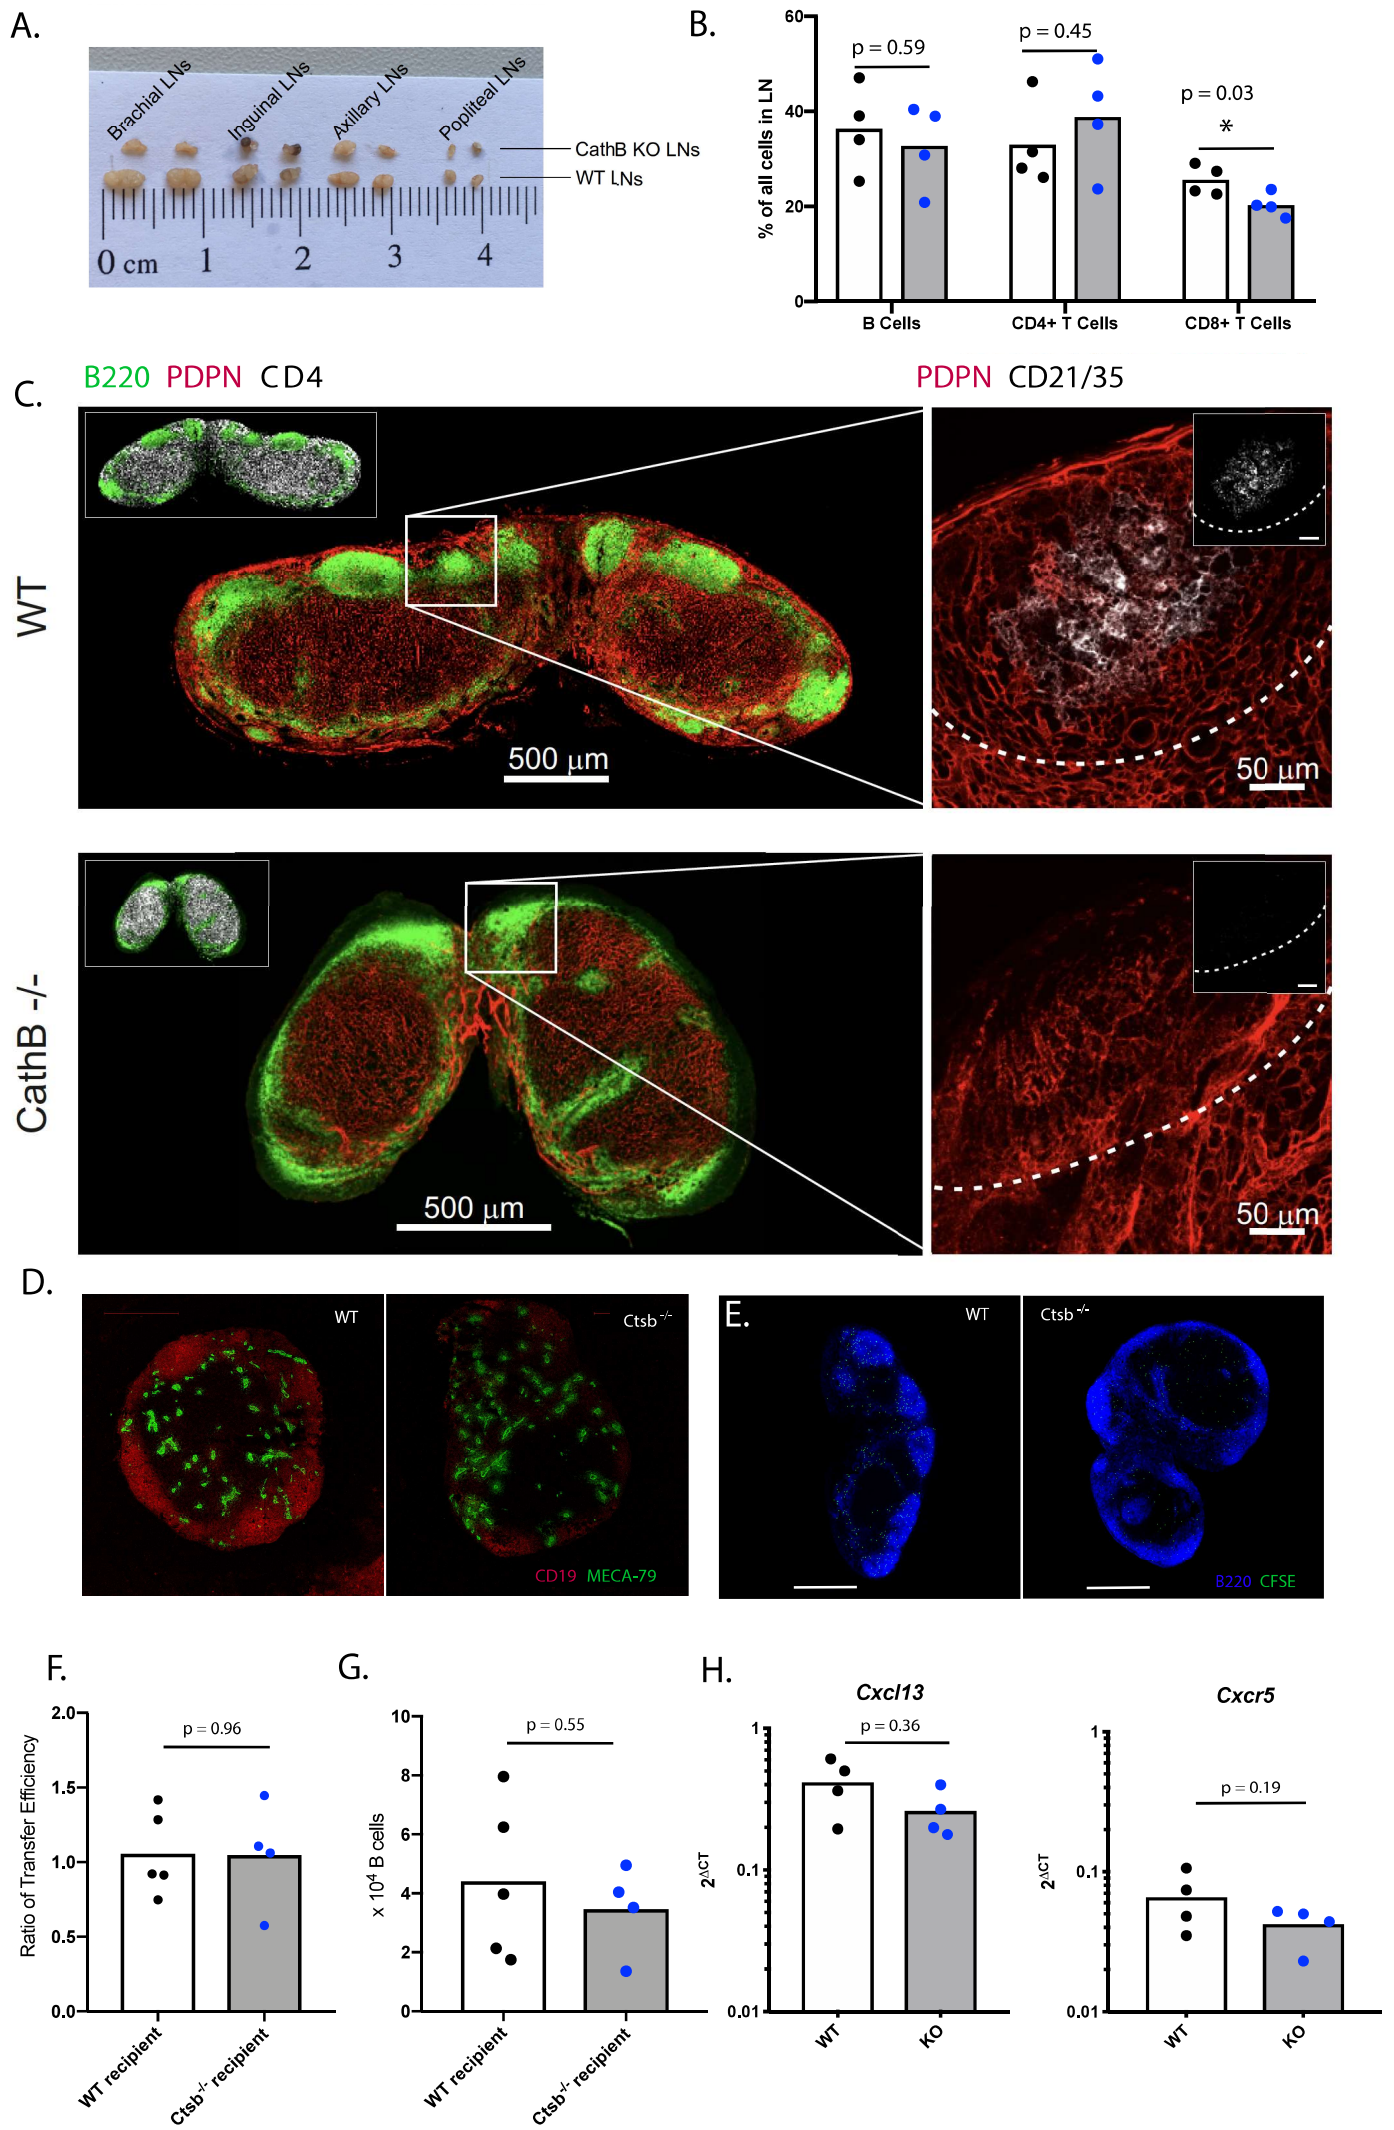 A.
Brachial LNs
Inguinal LNs
Axillary LNs
Popliteal LNs
CathB KO LNs
WT LNs
0 cm 1 2 3 4
B.
% of all cells in LN
60
40
20
0
p = 0.59
p = 0.45
p = 0.03
*
B Cells
CD4+ T Cells
CD8+ T Cells
C.
B220 PDPN CD4
PDPN CD21/35
WT
500 μm
50 μm
CathB -/-
500 μm
50 μm
D.
WT
Ctsb-/-
CD19 MECA-79
E.
WT
Ctsb-/-
B220 CFSE
F.
Ratio of Transfer Efficiency
2.0
1.5
1.0
0.5
0.0
p = 0.96
WT recipient
Ctsb-/- recipient
G.
x 10⁴ B cells
10
8
6
4
2
0
p = 0.55
WT recipient
Ctsb-/- recipient
H.
Cxcl13
2^ΔCT
1
0.1
0.01
p = 0.36
WT
KO
Cxcr5
2^ΔCT
1
0.1
0.01
p = 0.19
WT
KO